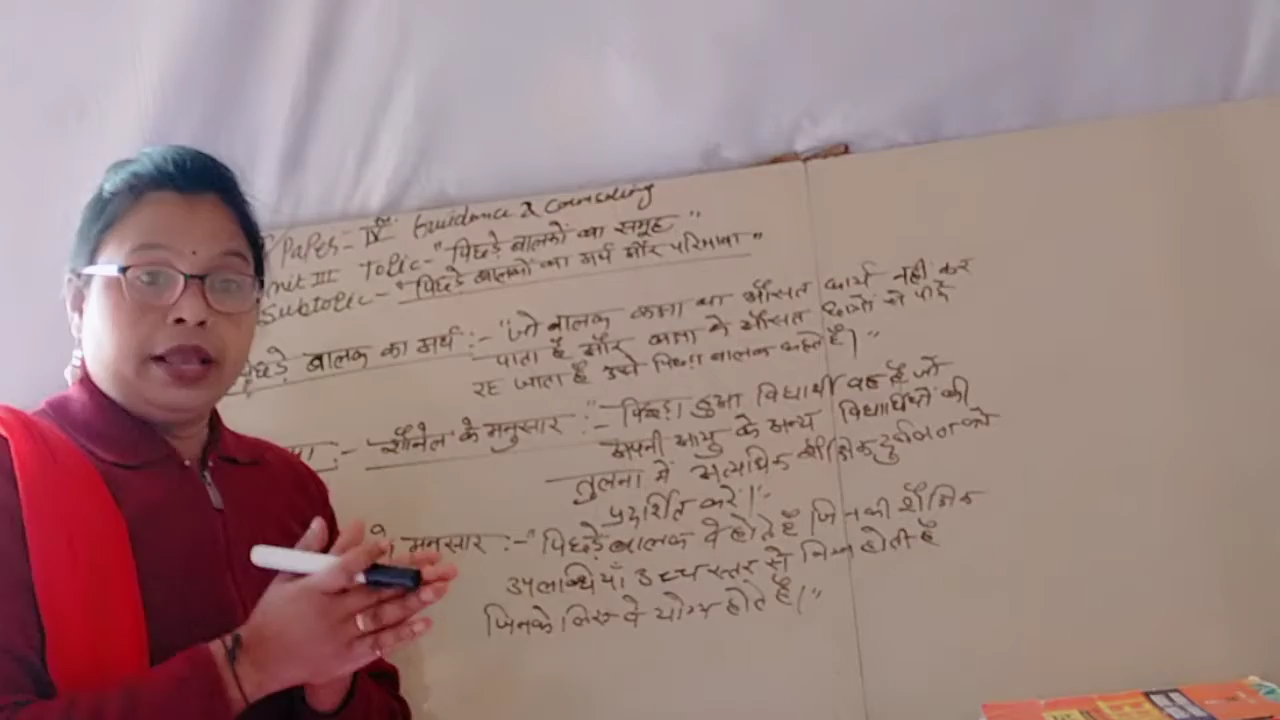 Paper- IV Guidance & Counseling
Unit III Topic- "पिछड़े बालकों का समूह"
Subtopic- "पिछड़े बालकों का अर्थ और परिभाषा"
पिछड़े बालक का अर्थ :- "जो बालक कक्षा का औसत कार्य नहीं कर
पाता है और कक्षा के औसत छात्रों से पीछे
रह जाता है उसे पिछड़ा बालक कहते हैं।"
:- शौनेल के अनुसार :- "पिछड़ा हुआ विद्यार्थी वह है जो
अपनी आयु के अन्य विद्यार्थियों की
तुलना में अत्यधिक शैक्षिक दुर्बलता को
प्रदर्शित करें।"
के अनुसार :- "पिछड़े बालक वे होते हैं जिनकी शैक्षिक
उपलब्धियाँ उच्च स्तर से निम्न होती है
जिनके लिए वे योग्य होते हैं।"